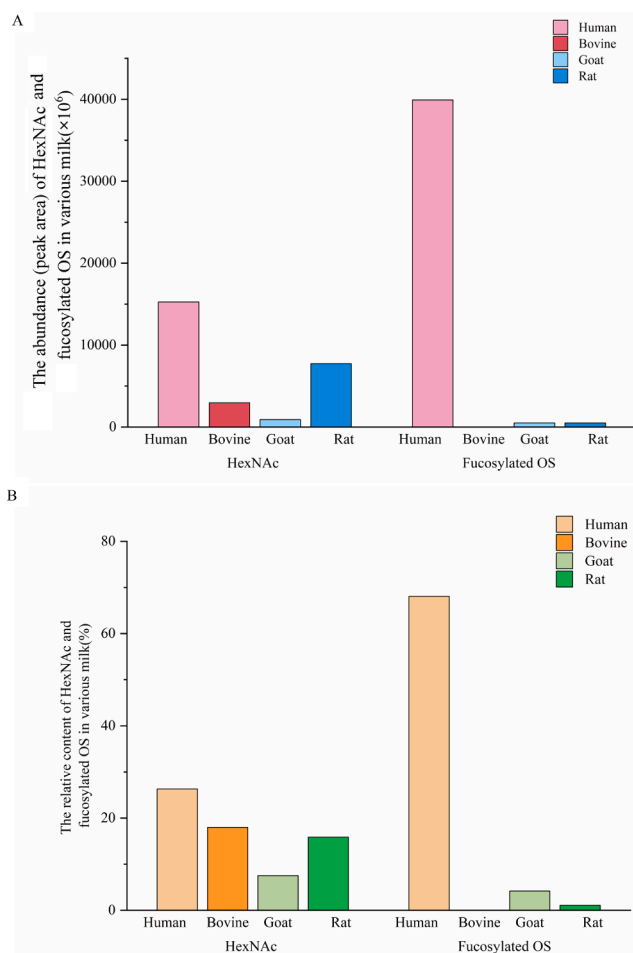 A
Human
Bovine
Goat
Rat
The abundance (peak area) of HexNAc and
fucosylated OS in various milk(×10⁶)
40000
30000
20000
10000
0
Human Bovine Goat Rat Human Bovine Goat Rat
HexNAc Fucosylated OS
B
Human
Bovine
Goat
Rat
The relative content of HexNAc and
fucosylated OS in various milk(%)
80
60
40
20
0
Human Bovine Goat Rat Human Bovine Goat Rat
HexNAc Fucosylated OS